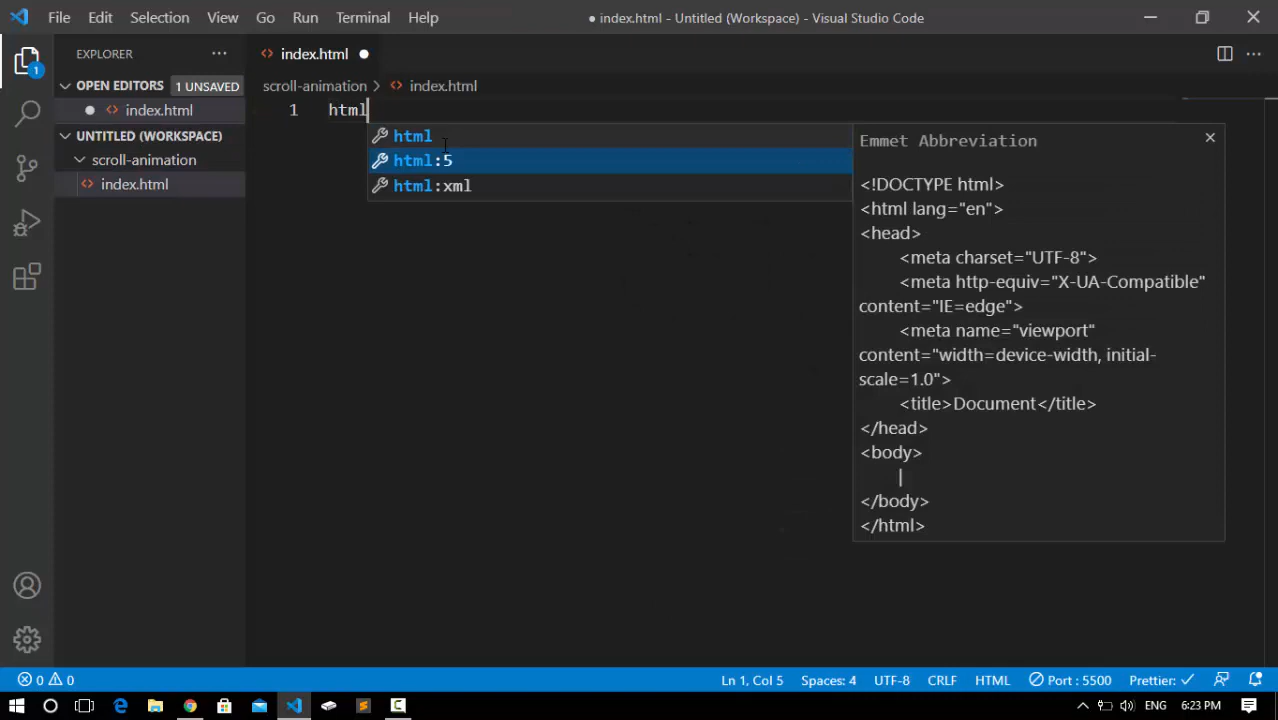 File Edit Selection View Go Run Terminal Help
● index.html - Untitled (Workspace) - Visual Studio Code
EXPLORER
index.html
OPEN EDITORS 1 UNSAVED
scroll-animation > index.html
index.html
1 html
UNTITLED (WORKSPACE)
scroll-animation
index.html
1
html
html:5
html:xml
Emmet Abbreviation
<!DOCTYPE html>
<html lang="en">
<head>
<meta charset="UTF-8">
<meta http-equiv="X-UA-Compatible"
content="IE=edge">
<meta name="viewport"
content="width=device-width, initial-
scale=1.0">
<title>Document</title>
</head>
<body>
|
</body>
</html>
0 0
Ln 1, Col 5 Spaces: 4 UTF-8 CRLF HTML Port : 5500 Prettier: ✓
ENG 6:23 PM